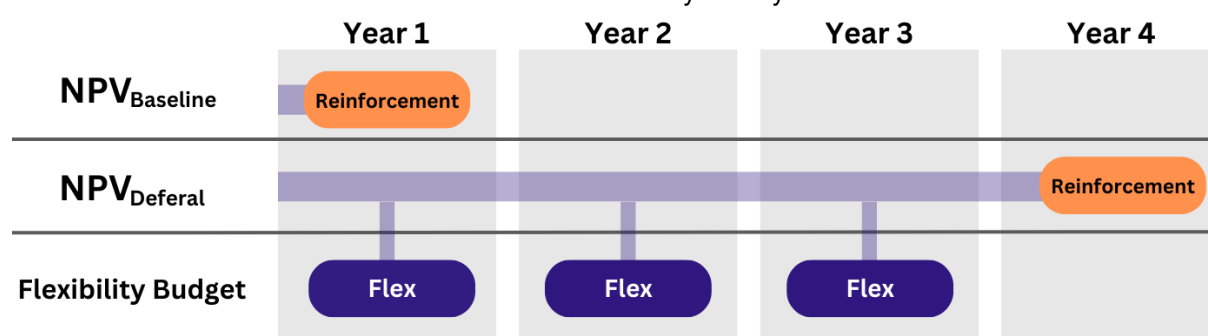 Year 1 Year 2 Year 3 Year 4
NPVBaseline Reinforcement
NPVDeferal Reinforcement
Flexibility Budget Flex Flex Flex